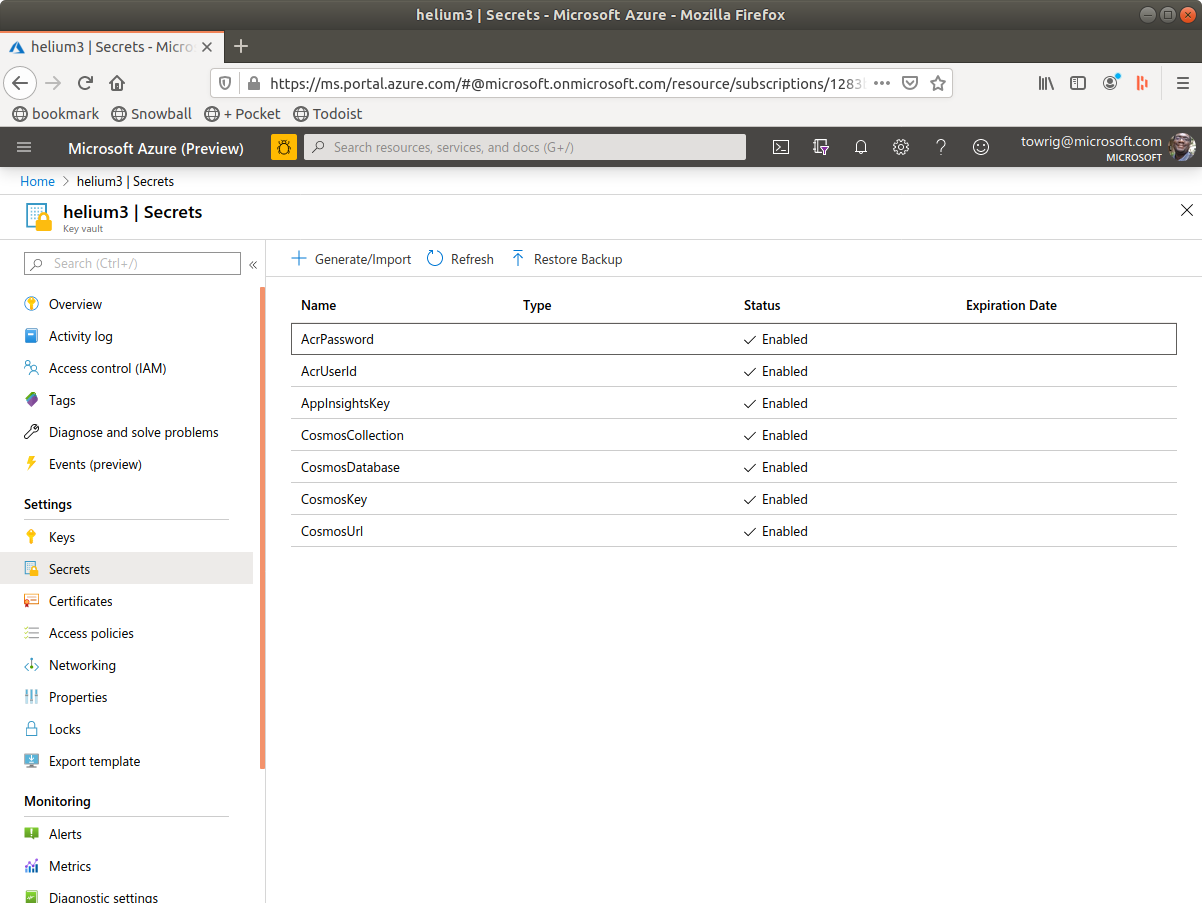 helium3 | Secrets - Microsoft Azure - Mozilla Firefox
helium3 | Secrets - Micro
https://ms.portal.azure.com/#@microsoft.onmicrosoft.com/resource/subscriptions/1283
bookmark Snowball + Pocket Todoist
Microsoft Azure (Preview) Search resources, services, and docs (G+/) towrig@microsoft.com
MICROSOFT
Home > helium3 | Secrets
helium3 | Secrets
Key vault
Search (Ctrl+/) «
Generate/Import Refresh Restore Backup
Overview
Activity log
Access control (IAM)
Tags
Diagnose and solve problems
Events (preview)
Settings
Keys
Secrets
Certificates
Access policies
Networking
Properties
Locks
Export template
Monitoring
Alerts
Metrics
Diagnostic settings
Name Type Status Expiration Date
AcrPassword Enabled
AcrUserId Enabled
AppInsightsKey Enabled
CosmosCollection Enabled
CosmosDatabase Enabled
CosmosKey Enabled
CosmosUrl Enabled